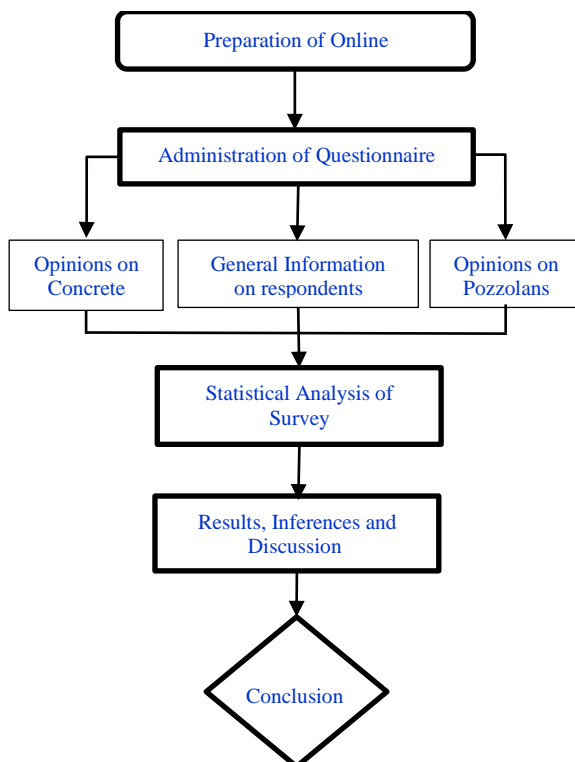 Preparation of Online
Administration of Questionnaire
Opinions on
Concrete
General Information
on respondents
Opinions on
Pozzolans
Statistical Analysis of
Survey
Results, Inferences and
Discussion
Conclusion